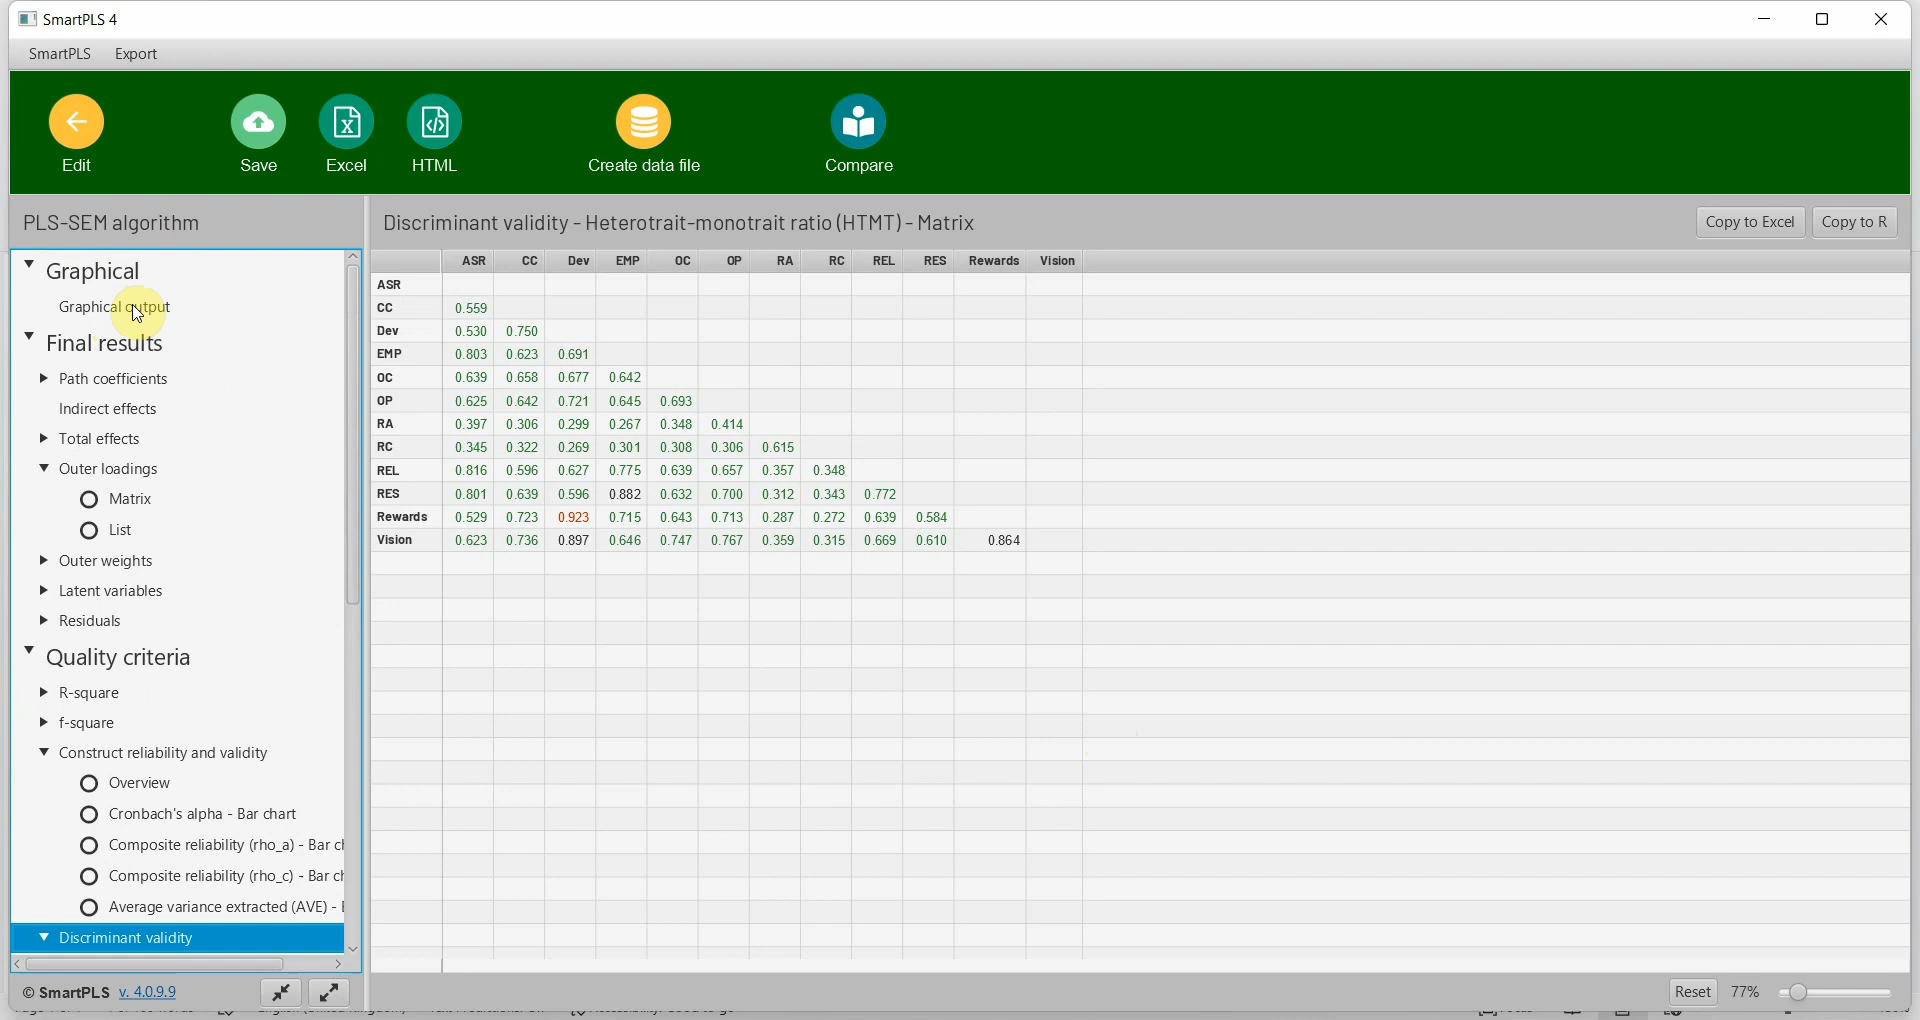 SmartPLS 4
SmartPLS Export
Edit Save Excel HTML Create data file Compare
PLS-SEM algorithm
Graphical
Graphical output
Final results
Path coefficients
Indirect effects
Total effects
Outer loadings
Matrix
List
Outer weights
Latent variables
Residuals
Quality criteria
R-square
f-square
Construct reliability and validity
Overview
Cronbach's alpha - Bar chart
Composite reliability (rho_a) - Bar
Composite reliability (rho_c) - Bar
Average variance extracted (AVE) -
Discriminant validity
© SmartPLS v. 4.0.9.9
Discriminant validity - Heterotrait-monotrait ratio (HTMT) - Matrix
Copy to Excel Copy to R
ASR CC Dev EMP OC OP RA RC REL RES Rewards Vision
ASR
CC 0.559
Dev 0.530 0.750
EMP 0.803 0.623 0.691
OC 0.639 0.658 0.677 0.642
OP 0.625 0.642 0.721 0.645 0.693
RA 0.397 0.306 0.299 0.267 0.348 0.414
RC 0.345 0.322 0.269 0.301 0.308 0.306 0.615
REL 0.816 0.596 0.627 0.775 0.639 0.657 0.357 0.348
RES 0.801 0.639 0.596 0.882 0.632 0.700 0.312 0.343 0.772
Rewards 0.529 0.723 0.923 0.715 0.643 0.713 0.287 0.272 0.639 0.584
Vision 0.623 0.736 0.897 0.646 0.747 0.767 0.359 0.315 0.669 0.610 0.864
Reset 77%